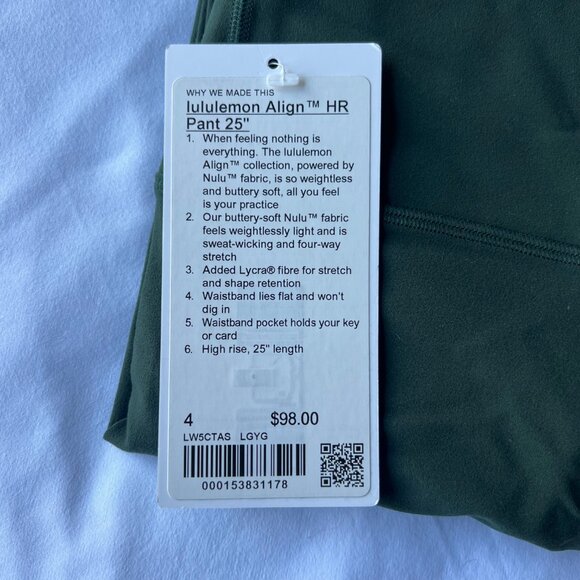 WHY WE MADE THIS
lululemon Align™ HR
Pant 25"
1. When feeling nothing is
everything. The lululemon
Align™ collection, powered by
Nulu™ fabric, is so weightless
and buttery soft, all you feel
is your practice
2. Our buttery-soft Nulu™ fabric
feels weightlessly light and is
sweat-wicking and four-way
stretch
3. Added Lycra® fibre for stretch
and shape retention
4. Waistband lies flat and won't
dig in
5. Waistband pocket holds your key
or card
6. High rise, 25" length
4 $98.00
LW5CTAS LGYG
000153831178